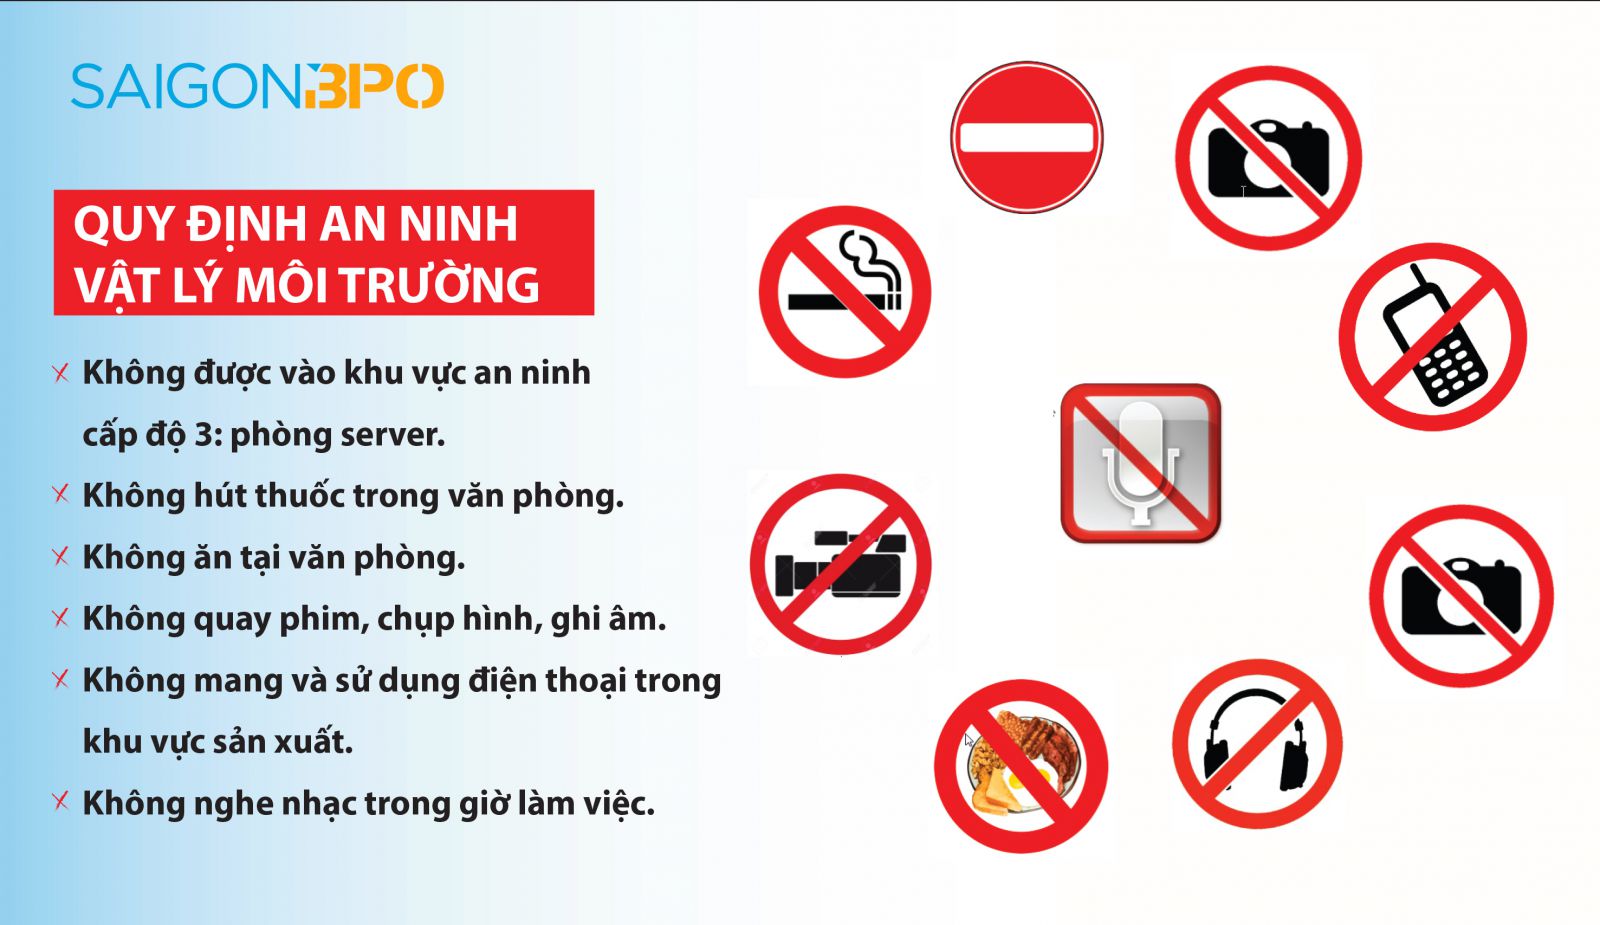 SAIGONBPO
QUY ĐỊNH AN NINH
VẬT LÝ MÔI TRƯỜNG
Không được vào khu vực an ninh
cấp độ 3: phòng server.
Không hút thuốc trong văn phòng.
Không ăn tại văn phòng.
Không quay phim, chụp hình, ghi âm.
Không mang và sử dụng điện thoại trong
khu vực sản xuất.
Không nghe nhạc trong giờ làm việc.